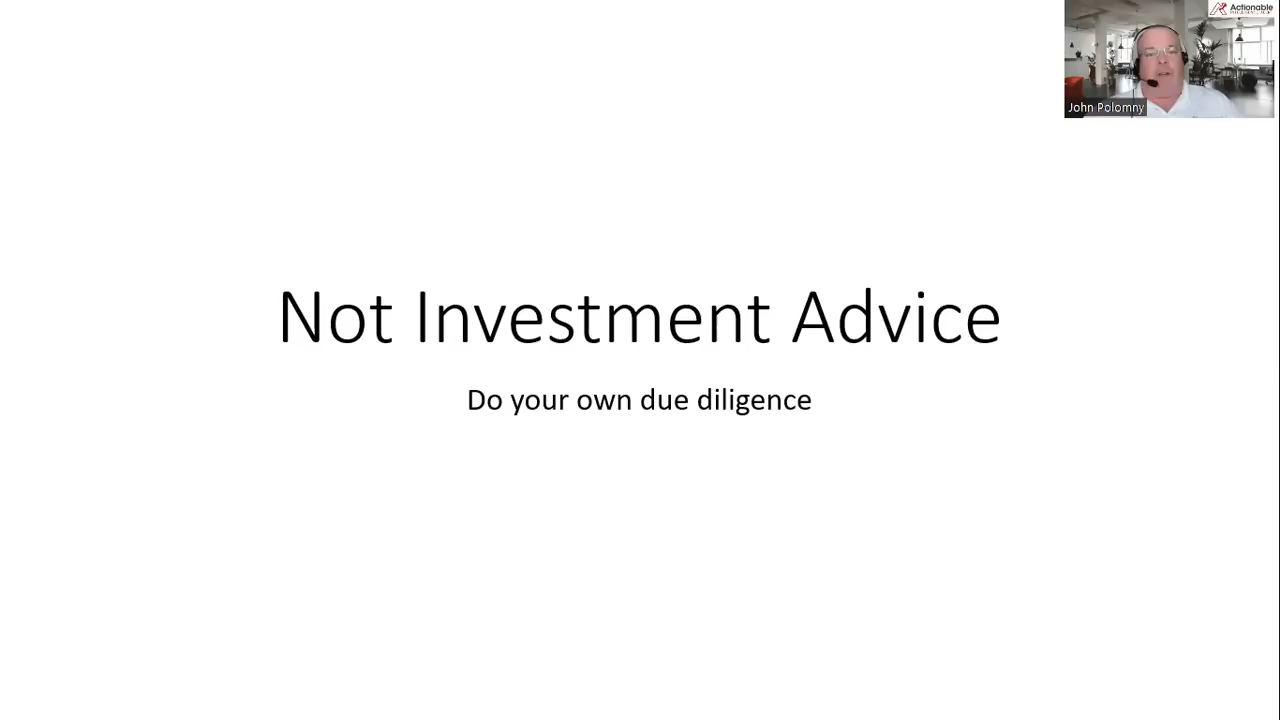 Actionable
John Polomny
Not Investment Advice
Do your own due diligence